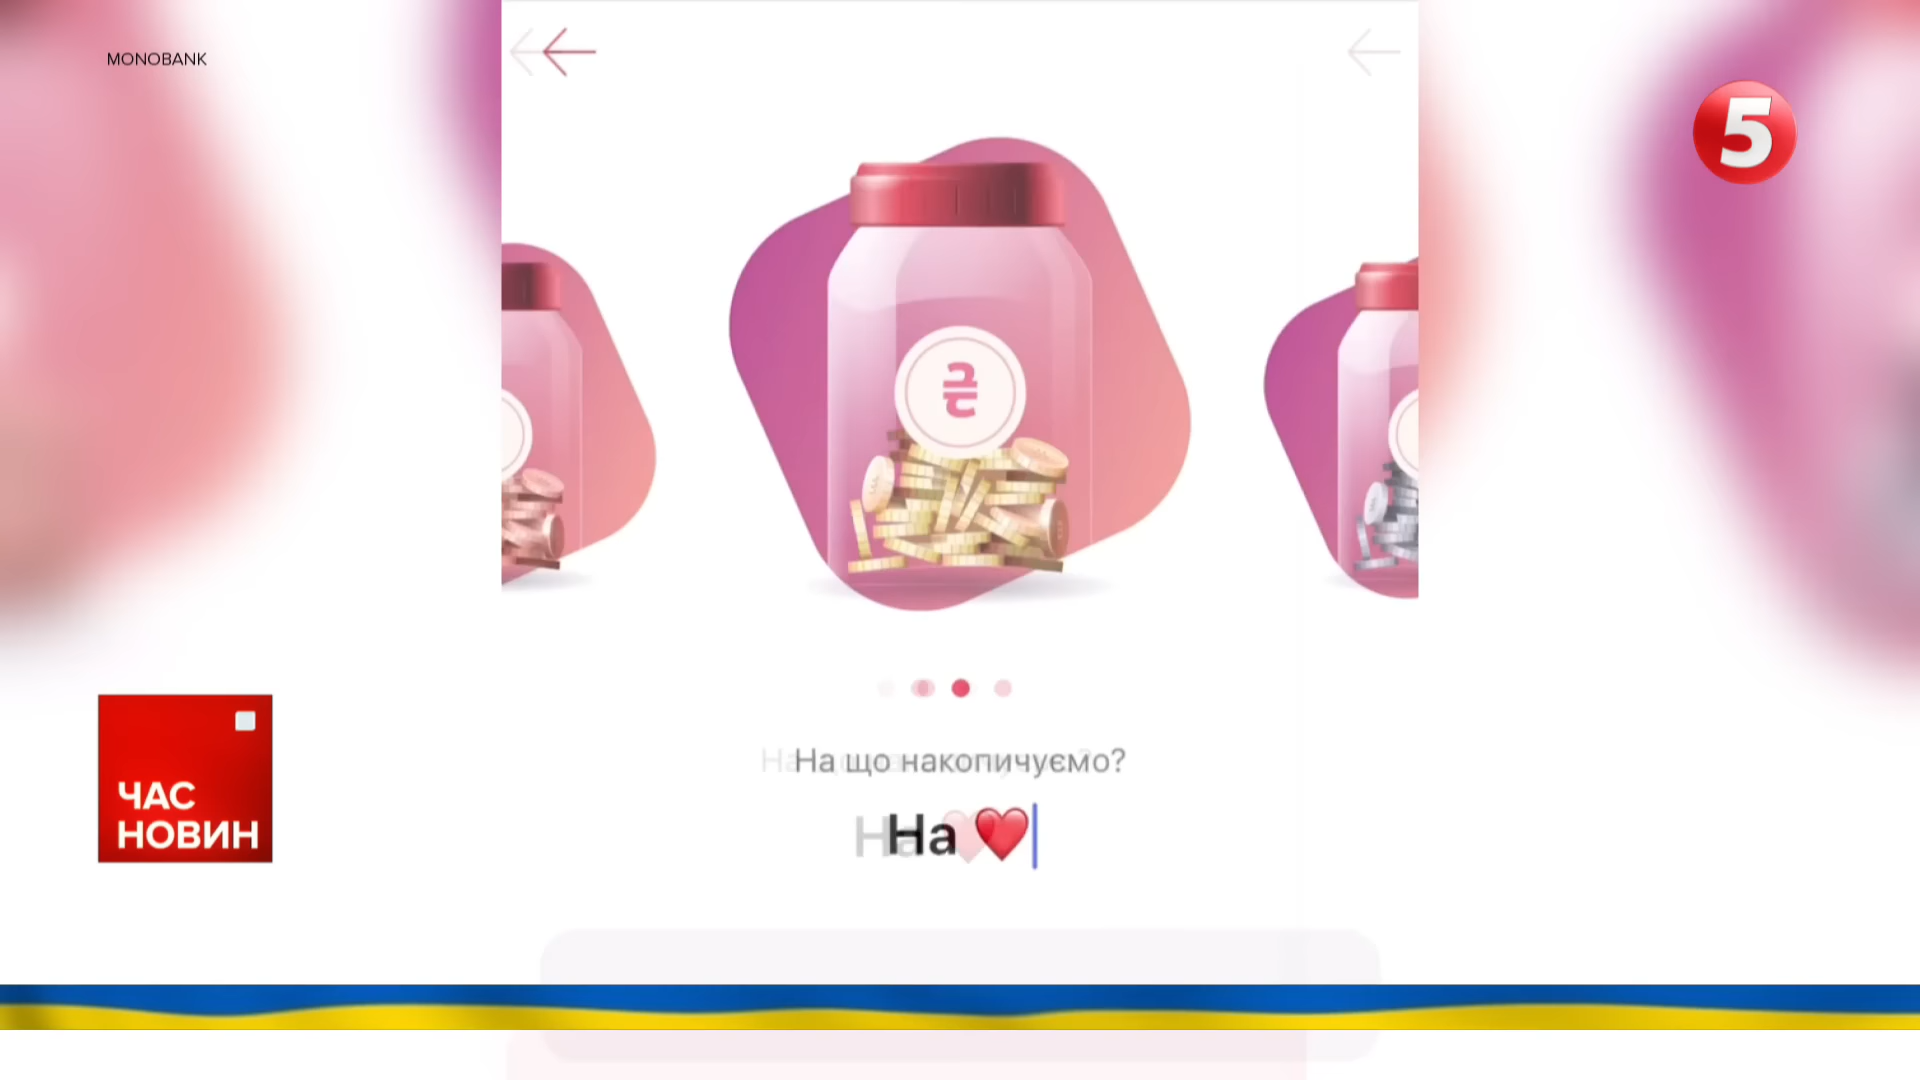 MONOBANK
5
₴
На що накопичуємо?
На ❤️
ЧАС
НОВИН